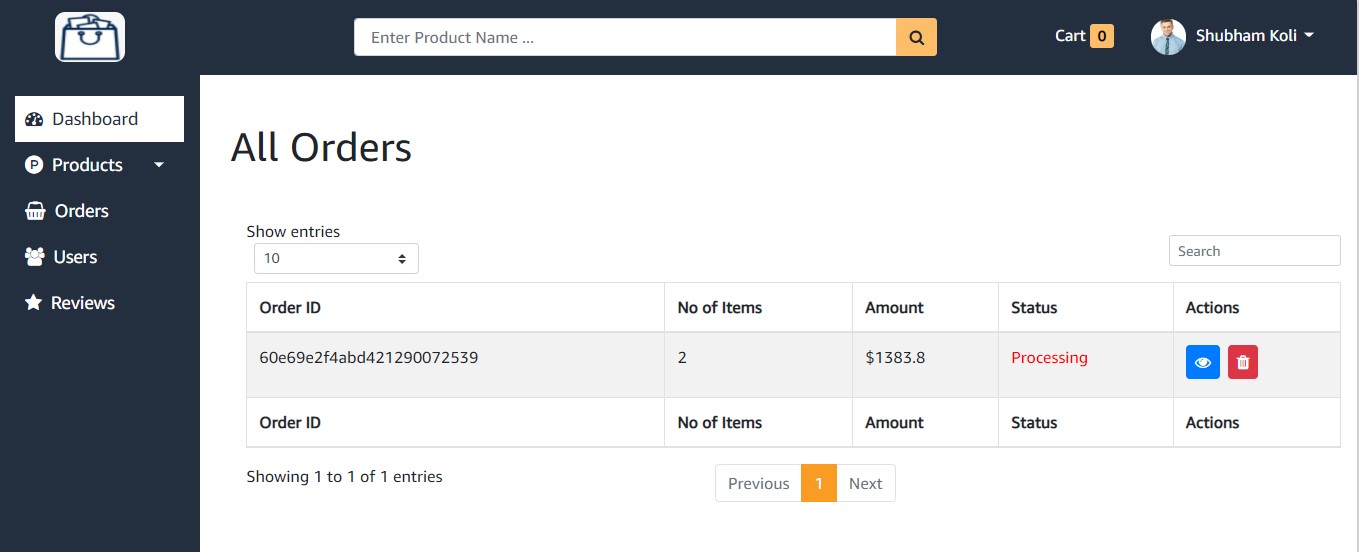 Enter Product Name ...
Cart 0
Shubham Koli
Dashboard
P Products
Orders
Users
Reviews
All Orders
Show entries
10
Search
Order ID No of Items Amount Status Actions
60e69e2f4abd421290072539 2 $1383.8 Processing
Order ID No of Items Amount Status Actions
Showing 1 to 1 of 1 entries
Previous 1 Next